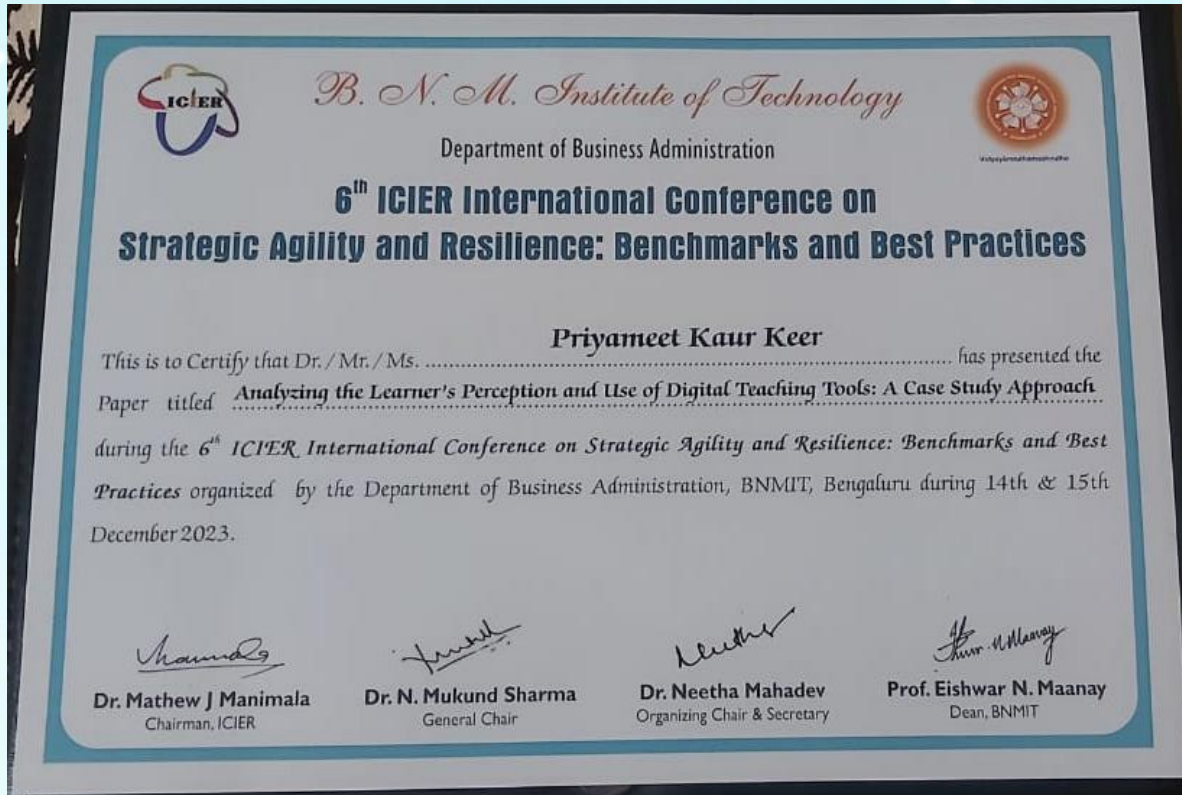 ICIER
B. N. M. Institute of Technology
Department of Business Administration
6th ICIER International Conference on
Strategic Agility and Resilience: Benchmarks and Best Practices
Priyameet Kaur Keer
This is to Certify that Dr. / Mr. / Ms. .................... has presented the
Paper titled Analyzing the Learner's Perception and Use of Digital Teaching Tools: A Case Study Approach
during the 6th ICIER International Conference on Strategic Agility and Resilience: Benchmarks and Best
Practices organized by the Department of Business Administration, BNMIT, Bengaluru during 14th & 15th
December 2023.
Dr. Mathew J Manimala
Chairman, ICIER
Dr. N. Mukund Sharma
General Chair
Dr. Neetha Mahadev
Organizing Chair & Secretary
Prof. Eishwar N. Maanay
Dean, BNMIT